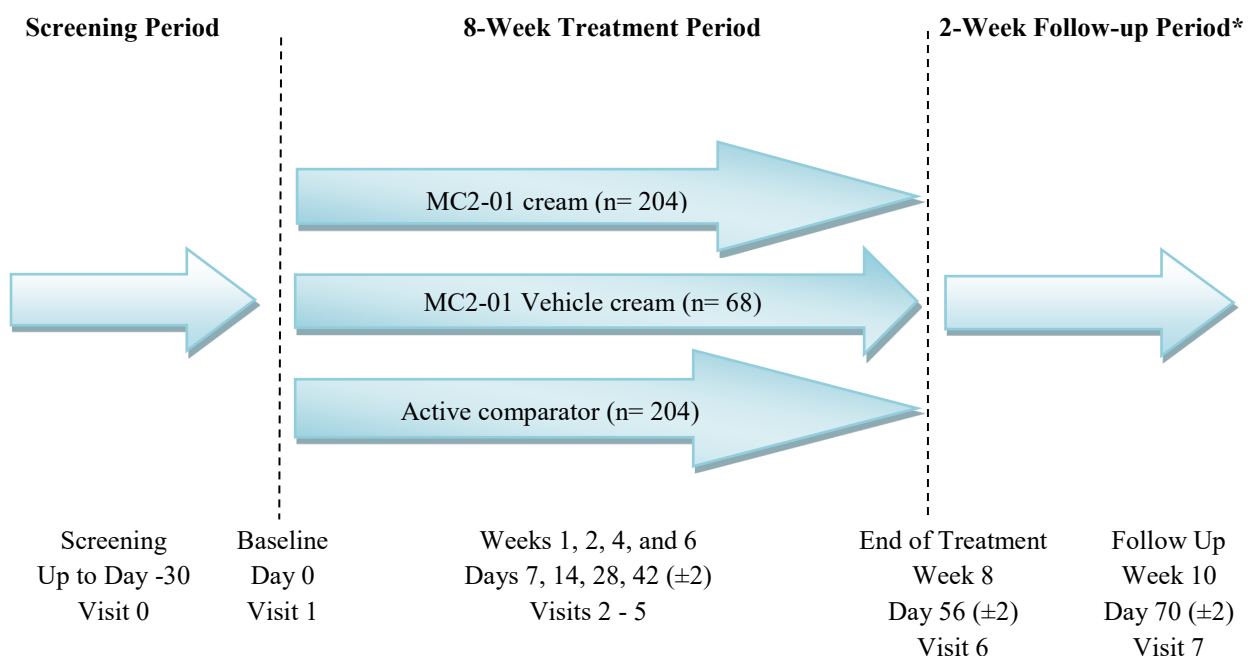 Screening Period
8-Week Treatment Period
2-Week Follow-up Period*
MC2-01 cream (n= 204)
MC2-01 Vehicle cream (n= 68)
Active comparator (n= 204)
Screening
Up to Day -30
Visit 0
Baseline
Day 0
Visit 1
Weeks 1, 2, 4, and 6
Days 7, 14, 28, 42 (±2)
Visits 2 - 5
End of Treatment
Week 8
Day 56 (±2)
Visit 6
Follow Up
Week 10
Day 70 (±2)
Visit 7